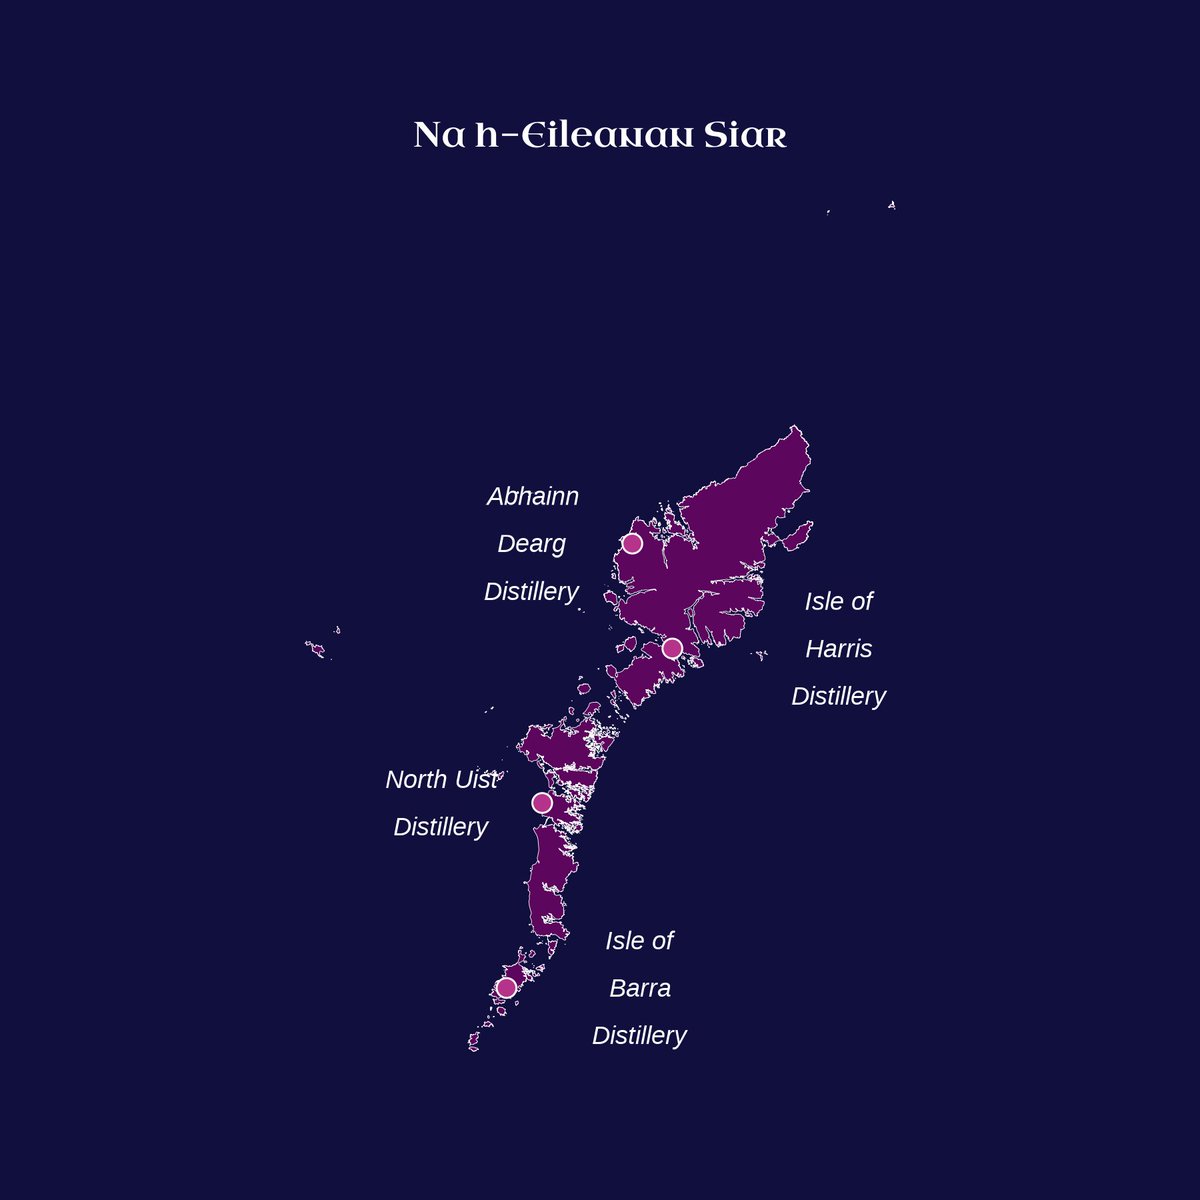 Na h-Eileanan Siar
Abhainn
Dearg
Distillery
Isle of
Harris
Distillery
North Uist
Distillery
Isle of
Barra
Distillery